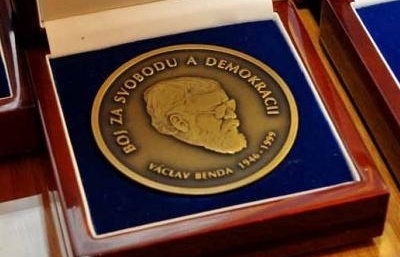 BOJ ZA SVOBODU A DEMOKRACII
VÁCLAV BENDA 1946-1999